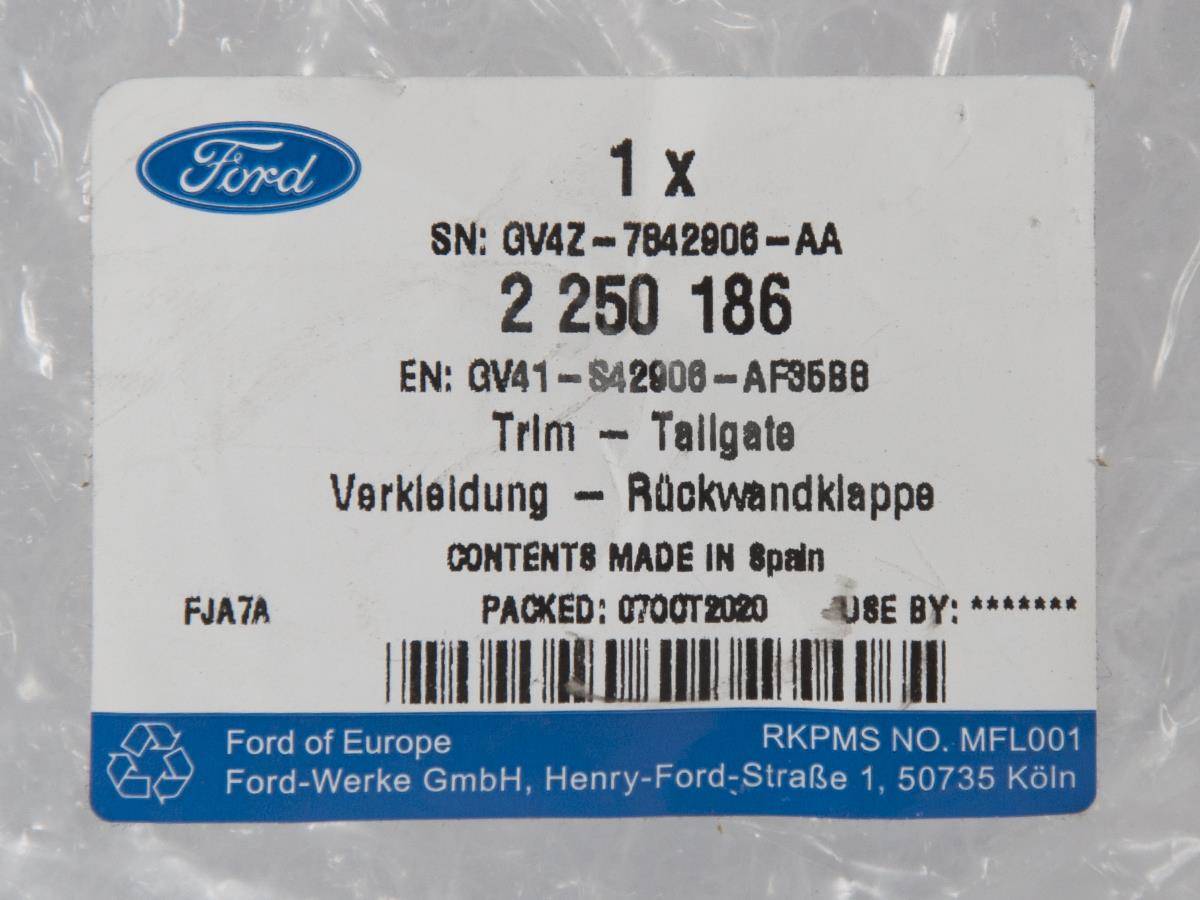 Ford
1 x
SN: GV4Z-7842906-AA
2 250 186
EN: GV41-S42906-AF35B8
Trim - Tailgate
Verkleidung - Rückwandklappe
CONTENTS MADE IN Spain
FJA7A PACKED: 07OCT2020 USE BY: *******
Ford of Europe RKPMS NO. MFL001
Ford-Werke GmbH, Henry-Ford-Straße 1, 50735 Köln